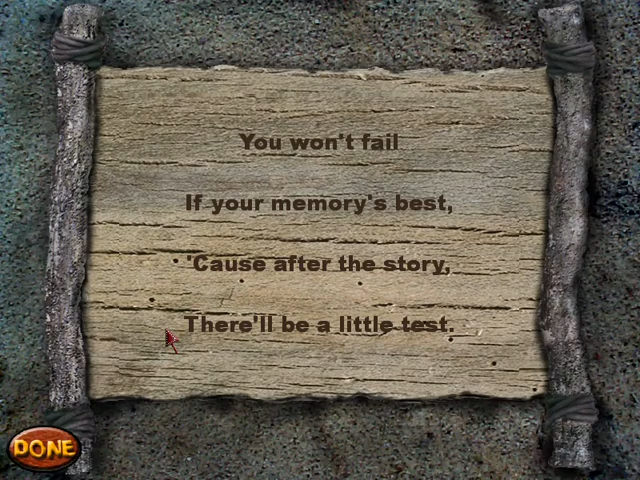 You won't fail
If your memory's best,
'Cause after the story,
There'll be a little test.
DONE